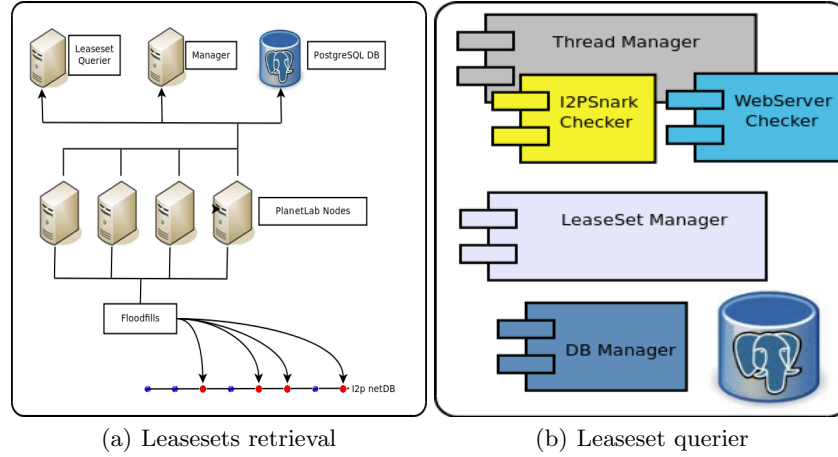 Leaseset
Querier
Manager
PostgreSQL DB
PlanetLab Nodes
Floodfills
I2p netDB
(a) Leasesets retrieval
Thread Manager
I2PSnark
Checker
WebServer
Checker
LeaseSet Manager
DB Manager
(b) Leaseset querier